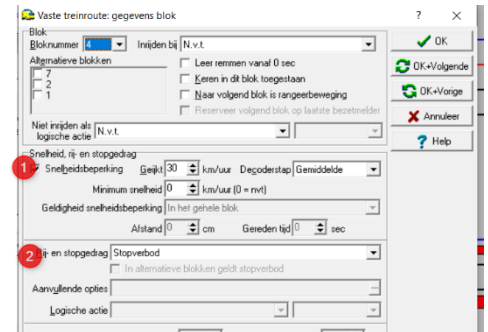 Vaste treinroute: gegevens blok ? ×
Blok
Bloknummer 4 Inrijden bij N.v.t.
Alternatieve blokken
7
2
1
Leer remmen vanaf 0 sec
Keren in dit blok toegestaan
Naar volgend blok is rangeerbeweging
Reserveer volgend blok op laatste bezetmelder
Niet inrijden als
logische actie N.v.t.
OK
OK+Volgende
OK+Vorige
Annuleer
Help
Snelheid, rij- en stopgedrag
1 Snelheidsbeperking Geijkt 30 km/uur Decoderstap Gemiddelde
Minimum snelheid 0 km/uur (0 = nvt)
Geldigheid snelheidsbeperking In het gehele blok
Afstand 0 cm Gereden tijd 0 sec
2 Rij- en stopgedrag Stopverbod
In alternatieve blokken geldt stopverbod
Aanvullende opties
Logische actie